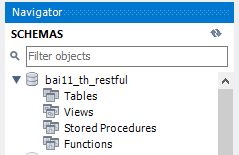 Navigator
SCHEMAS
Filter objects
bai11_th_restful
Tables
Views
Stored Procedures
Functions